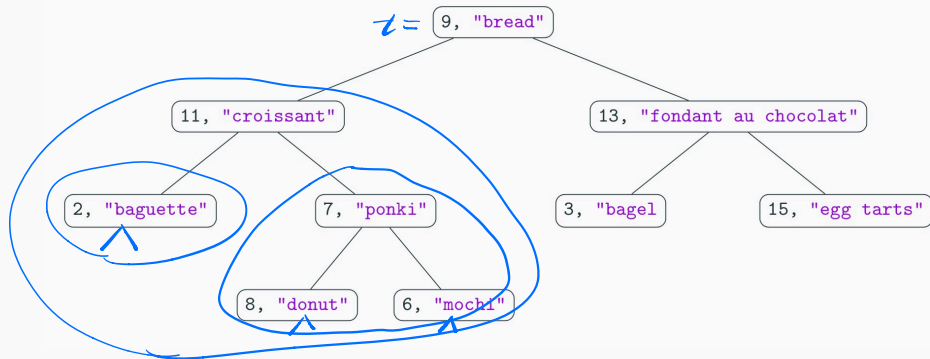 t = 9, "bread"
11, "croissant" 13, "fondant au chocolat"
2, "baguette" 7, "ponki" 3, "bagel 15, "egg tarts"
8, "donut" 6, "mochi"